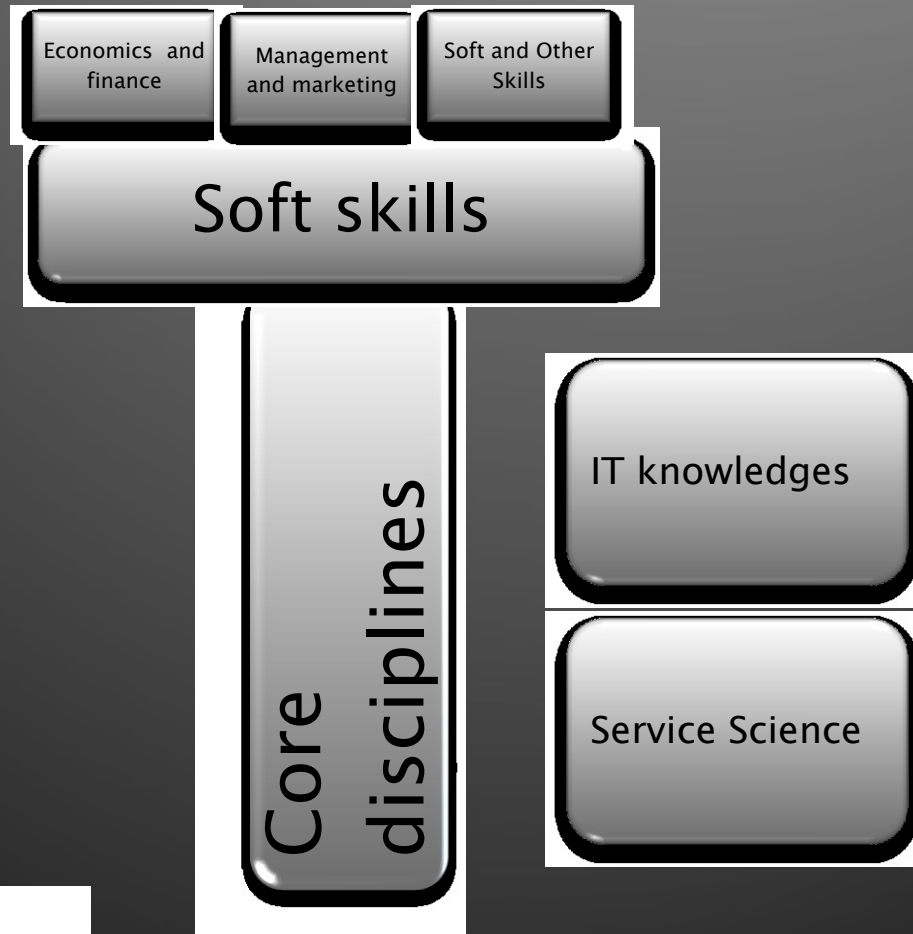 Economics and
finance
Management
and marketing
Soft and Other
Skills
Soft skills
Core
disciplines
IT knowledges
Service Science